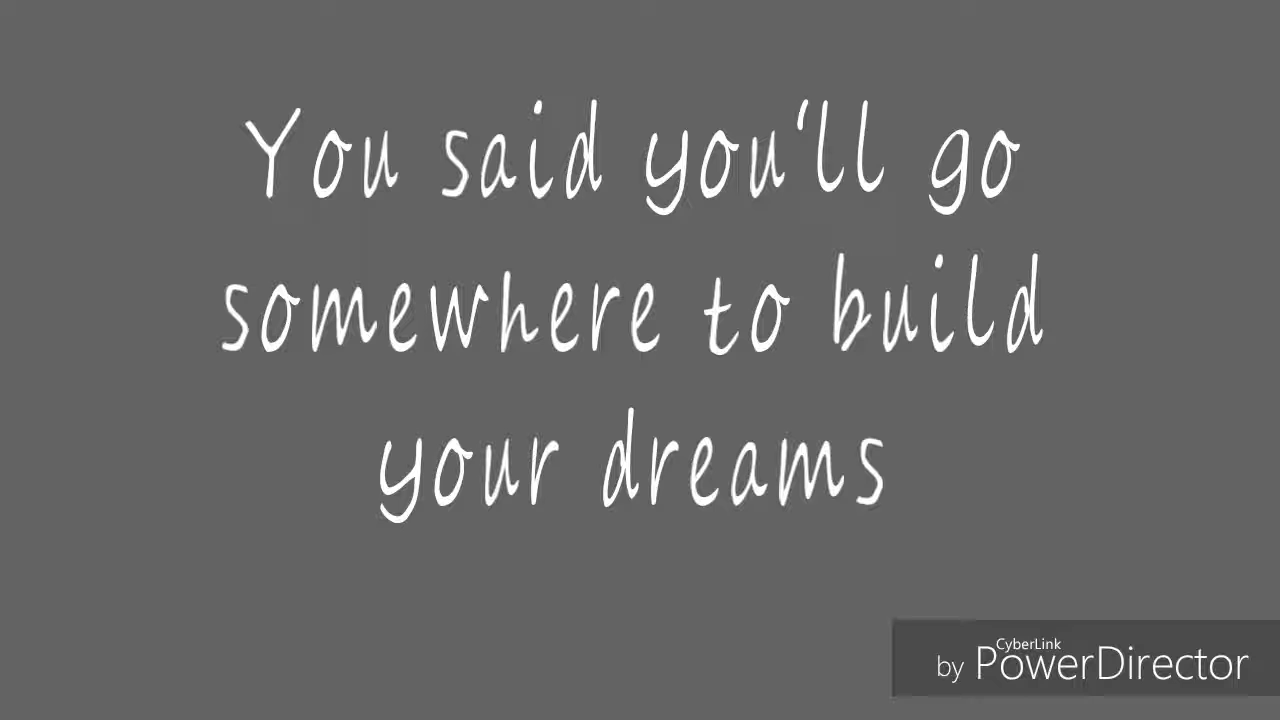 You said you'll go
somewhere to build
your dreams
CyberLink
by PowerDirector